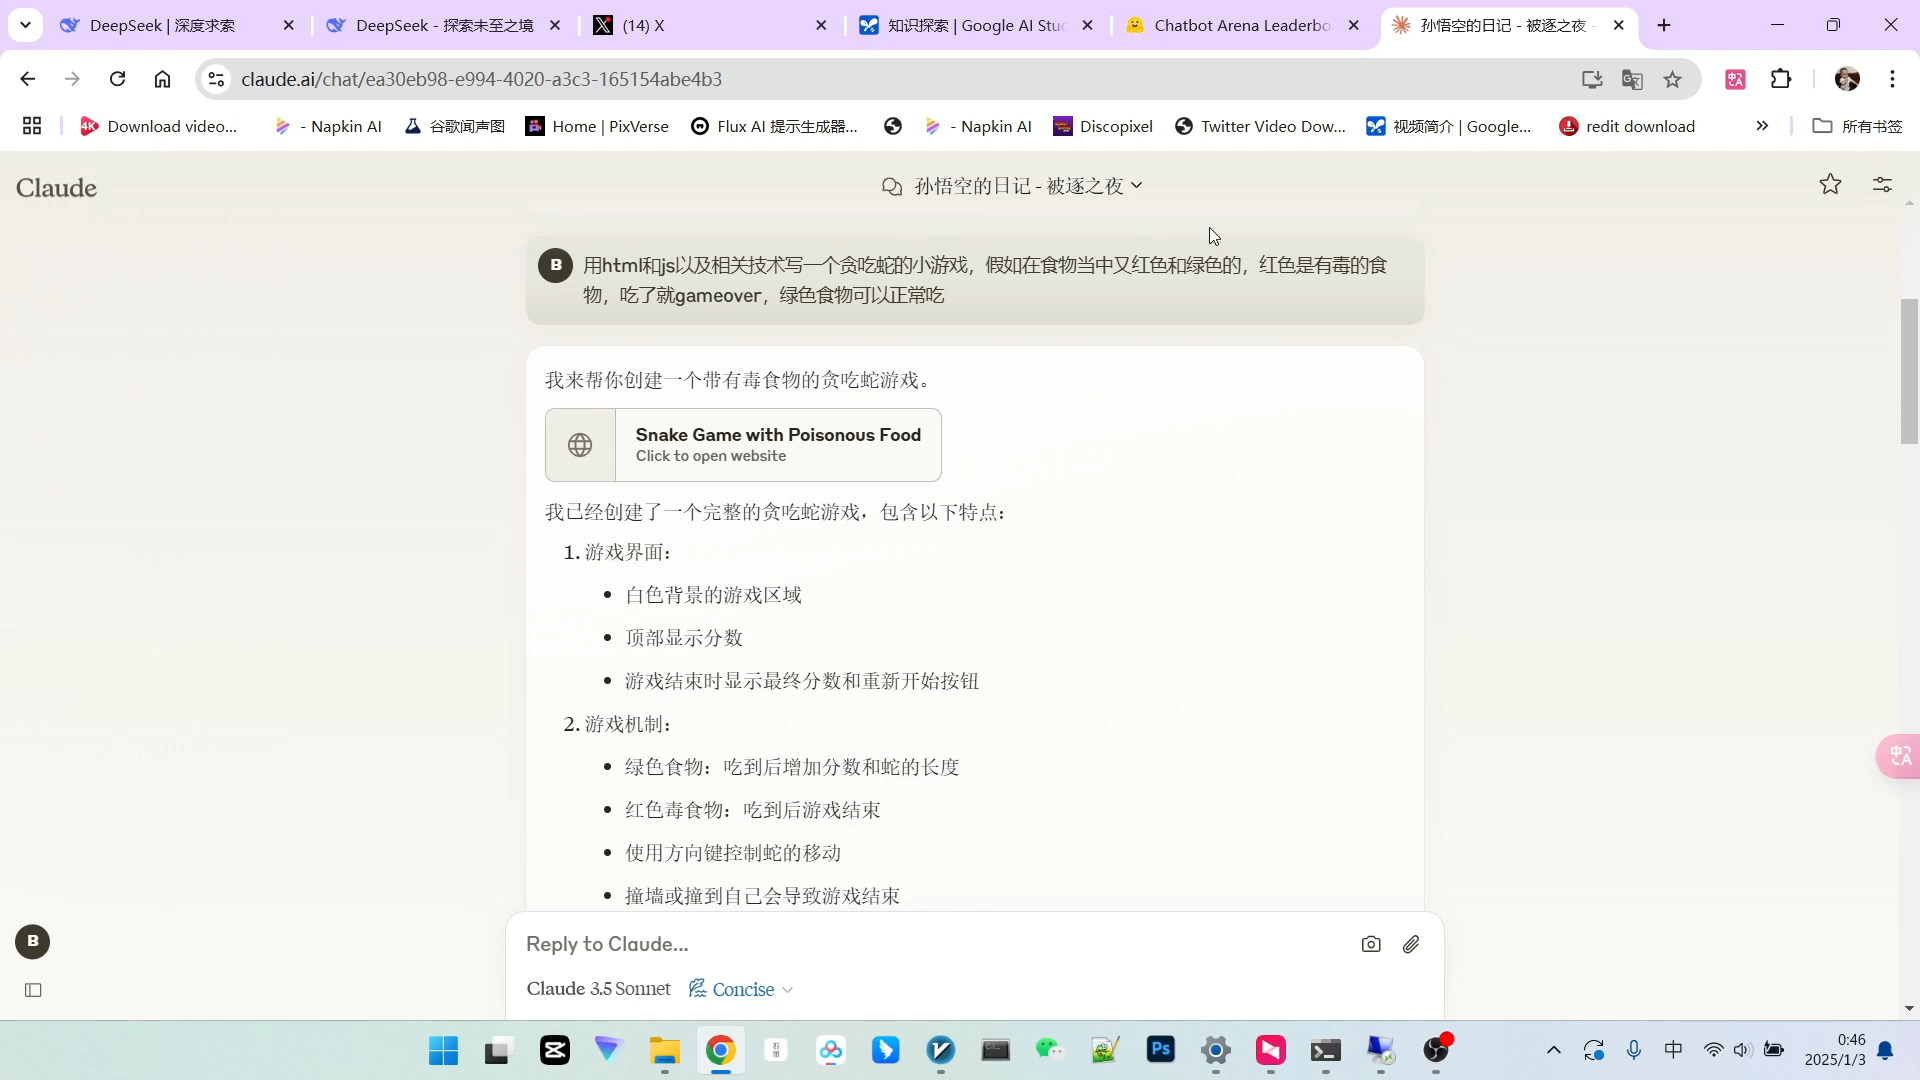 DeepSeek | 深度求索
DeepSeek - 探索未至之境
(14) X
知识探索 | Google AI Stu
Chatbot Arena Leaderbo
孙悟空的日记 - 被逐之夜 -
claude.ai/chat/ea30eb98-e994-4020-a3c3-165154abe4b3
Download video...
- Napkin AI
谷歌闻声图
Home | PixVerse
Flux AI 提示生成器...
- Napkin AI
Discopixel
Twitter Video Dow...
视频简介 | Google...
redit download
所有书签
Claude
孙悟空的日记 - 被逐之夜
B
用html和js以及相关技术写一个贪吃蛇的小游戏，假如在食物当中又红色和绿色的，红色是有毒的食
物，吃了就gameover，绿色食物可以正常吃
我来帮你创建一个带有毒食物的贪吃蛇游戏。
Snake Game with Poisonous Food
Click to open website
我已经创建了一个完整的贪吃蛇游戏，包含以下特点：
1. 游戏界面：
• 白色背景的游戏区域
• 顶部显示分数
• 游戏结束时显示最终分数和重新开始按钮
2. 游戏机制：
• 绿色食物：吃到后增加分数和蛇的长度
• 红色毒食物：吃到后游戏结束
• 使用方向键控制蛇的移动
• 撞墙或撞到自己会导致游戏结束
B
Reply to Claude...
Claude 3.5 Sonnet
Concise
中
0:46
2025/1/3